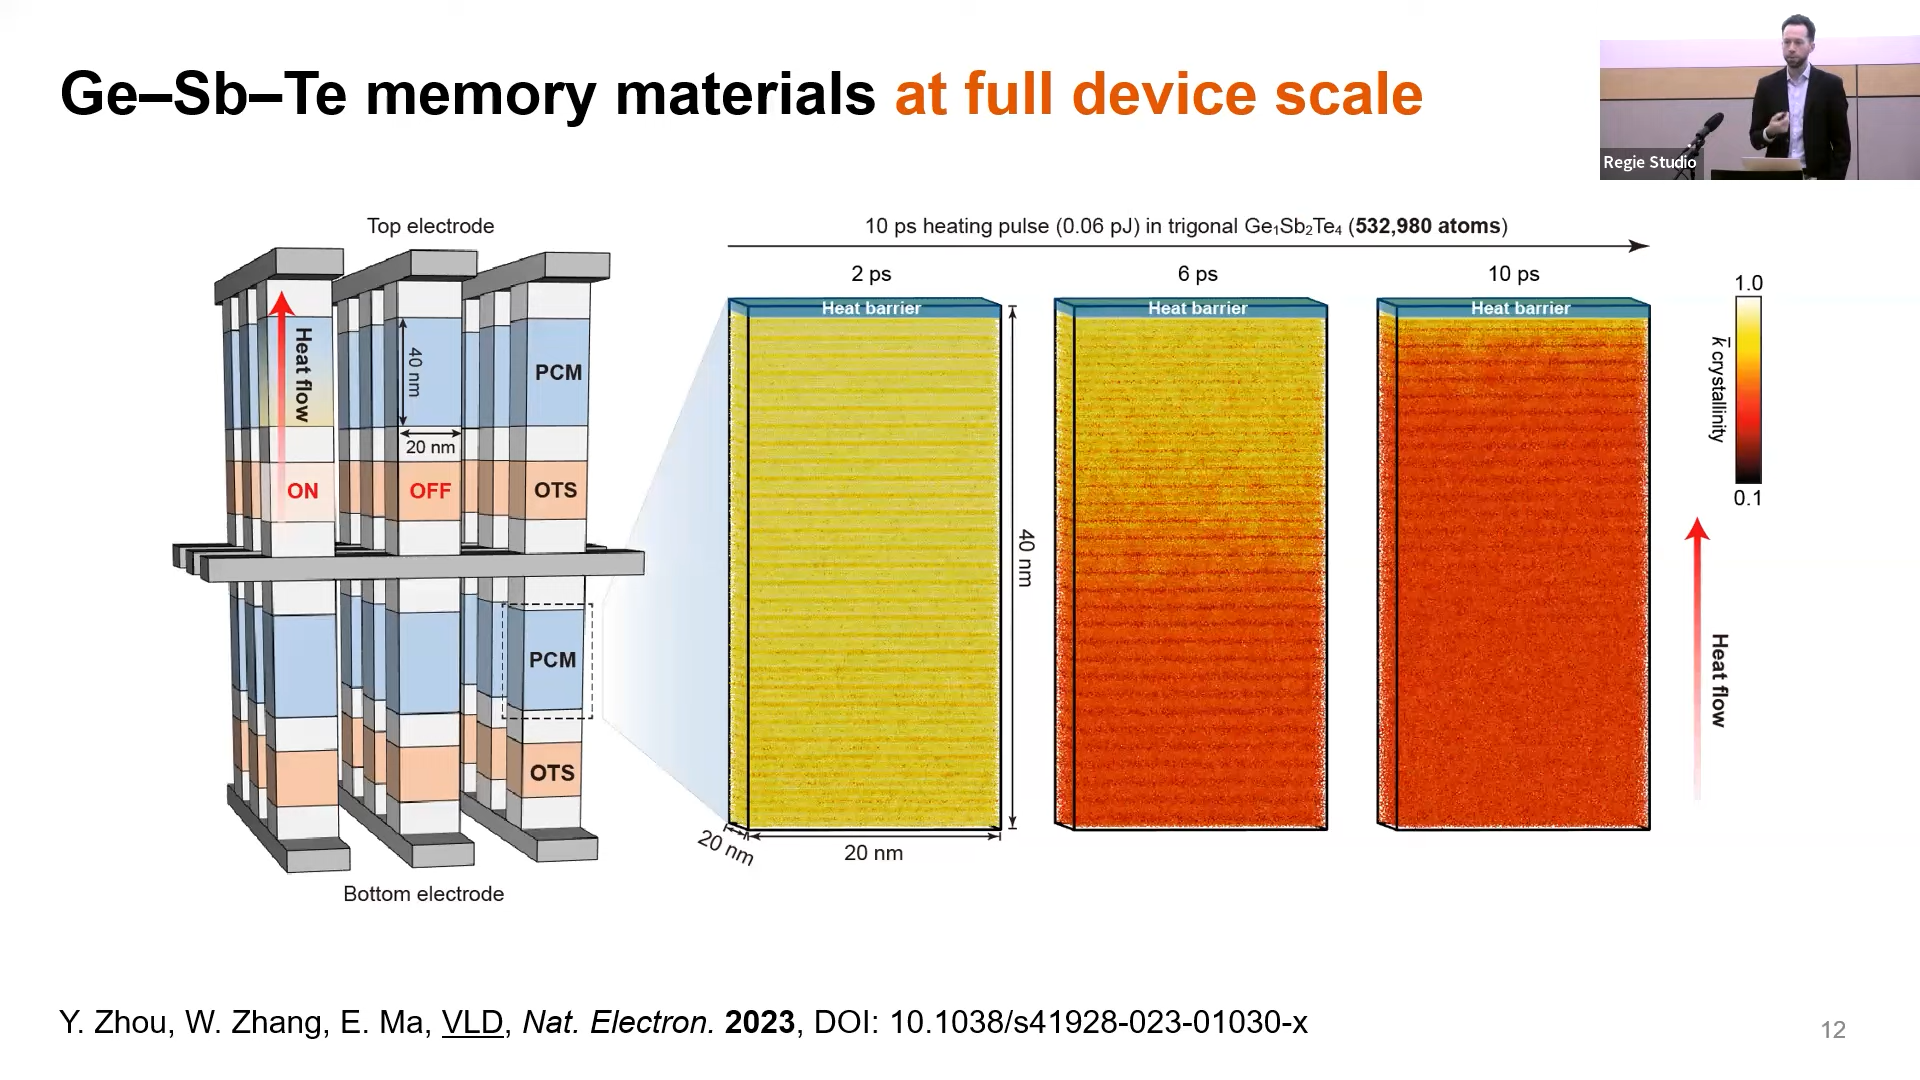 Ge–Sb–Te memory materials at full device scale
Regie Studio
Top electrode
Heat flow
40 nm
20 nm
PCM
ON
OFF
OTS
PCM
OTS
Bottom electrode
10 ps heating pulse (0.06 pJ) in trigonal Ge₁Sb₂Te₄ (532,980 atoms)
2 ps
6 ps
10 ps
Heat barrier
Heat barrier
Heat barrier
40 nm
20 nm
20 nm
1.0
k̅ crystallinity
0.1
Heat flow
Y. Zhou, W. Zhang, E. Ma, VLD, Nat. Electron. 2023, DOI: 10.1038/s41928-023-01030-x
12